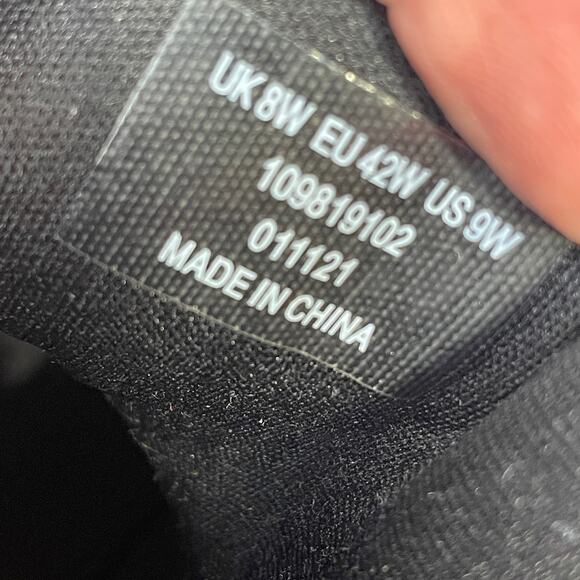 UK 8W EU 42W US 9W
109819102
011121
MADE IN CHINA